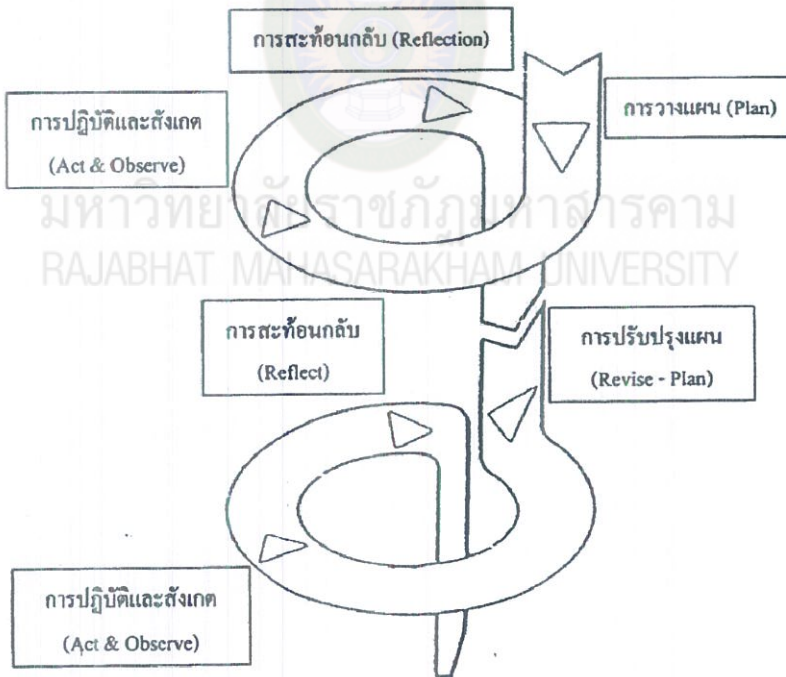 การสะท้อนกลับ (Reflection)
การวางแผน (Plan)
การปฏิบัติและสังเกต
(Act & Observe)
มหาวิทยาลัยราชภัฏมหาสารคาม
RAJABHAT MAHASARAKHAM UNIVERSITY
การสะท้อนกลับ
(Reflect)
การปรับปรุงแผน
(Revise - Plan)
การปฏิบัติและสังเกต
(Act & Observe)